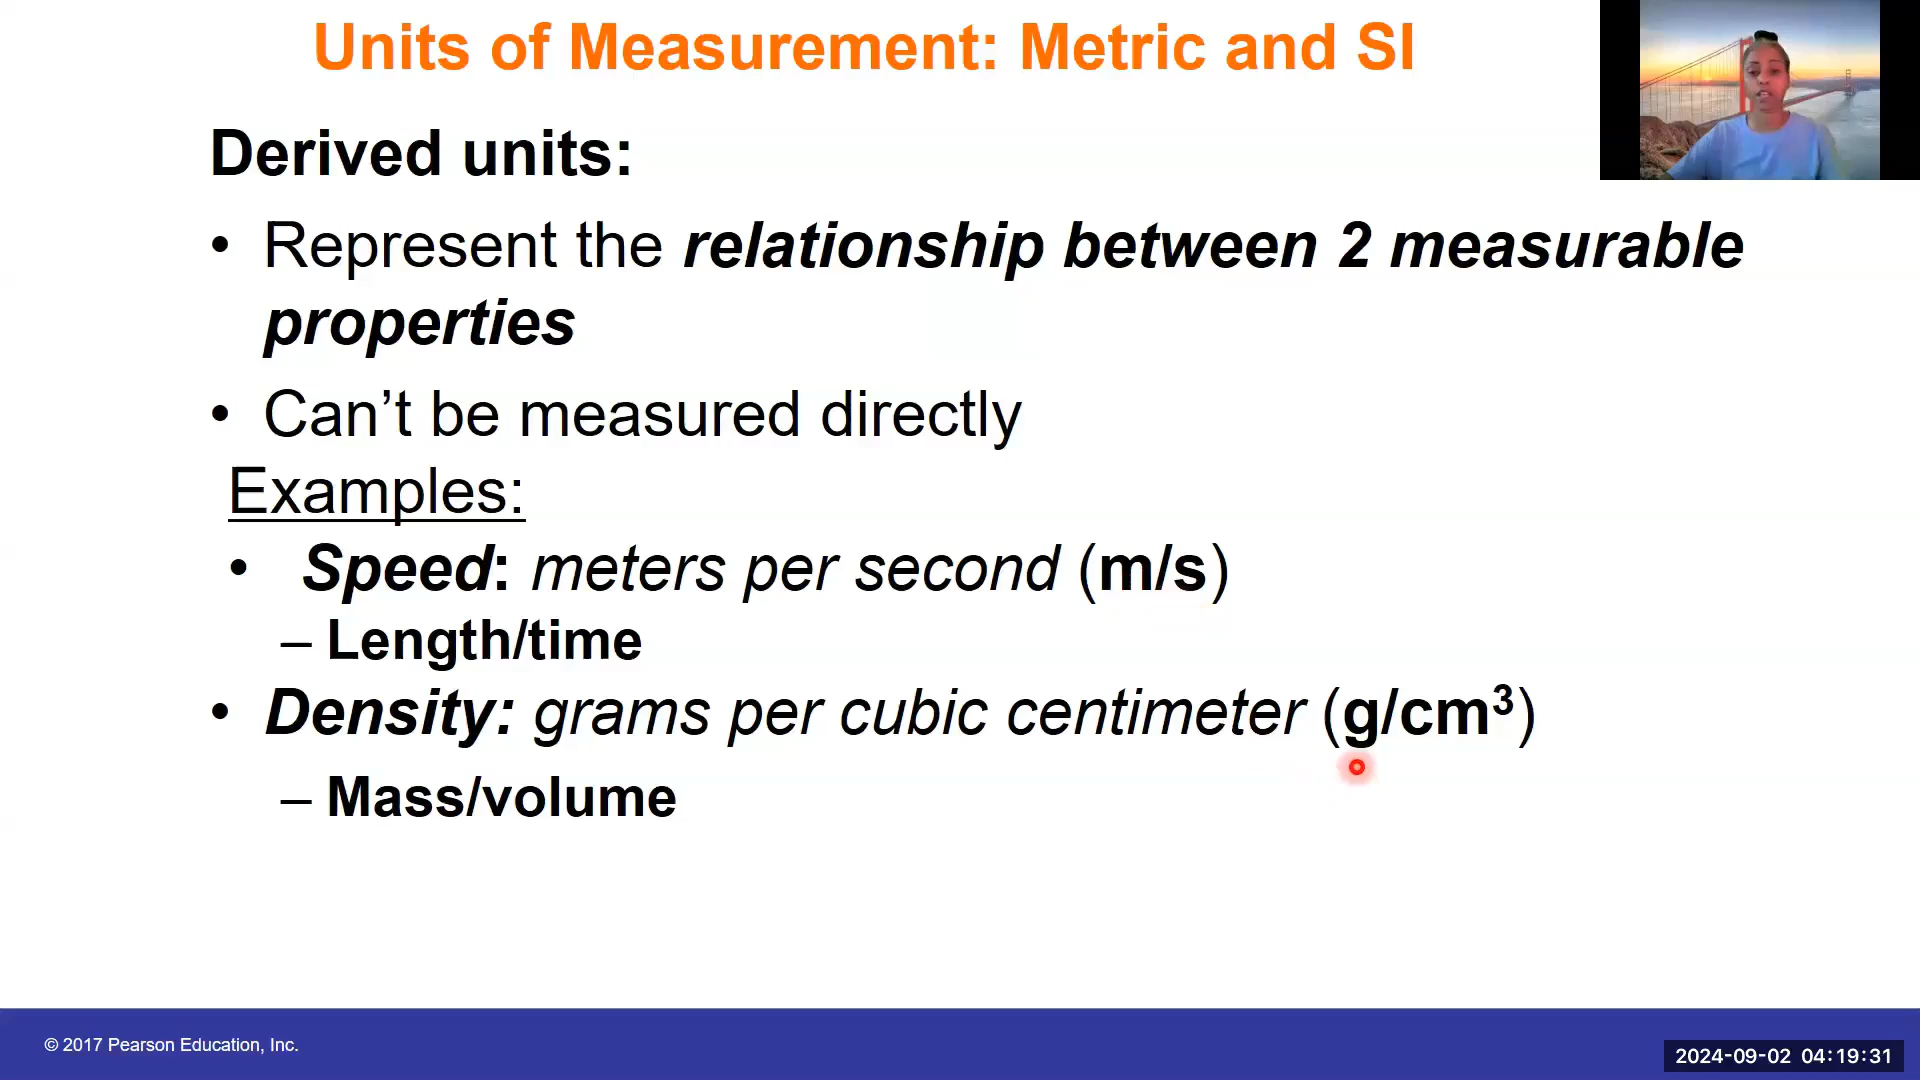 Units of Measurement: Metric and SI
Derived units:
• Represent the relationship between 2 measurable
properties
• Can’t be measured directly
Examples:
• Speed: meters per second (m/s)
– Length/time
• Density: grams per cubic centimeter (g/cm³)
– Mass/volume
© 2017 Pearson Education, Inc.
2024-09-02 04:19:31